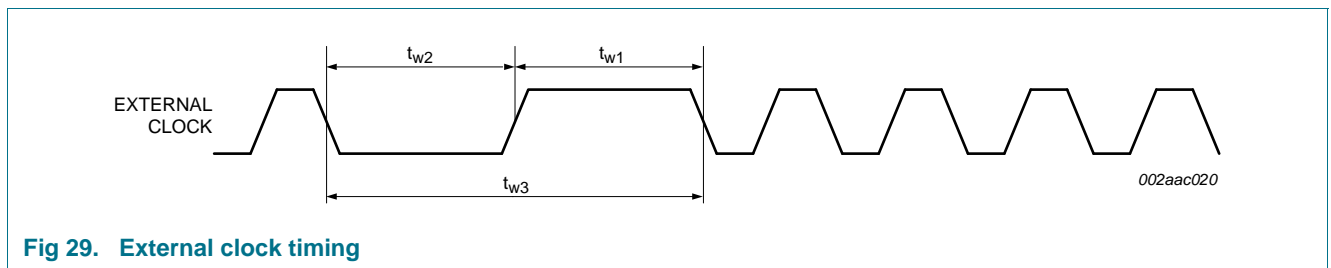 tw2
tw1
EXTERNAL
CLOCK
tw3
002aac020
Fig 29. External clock timing